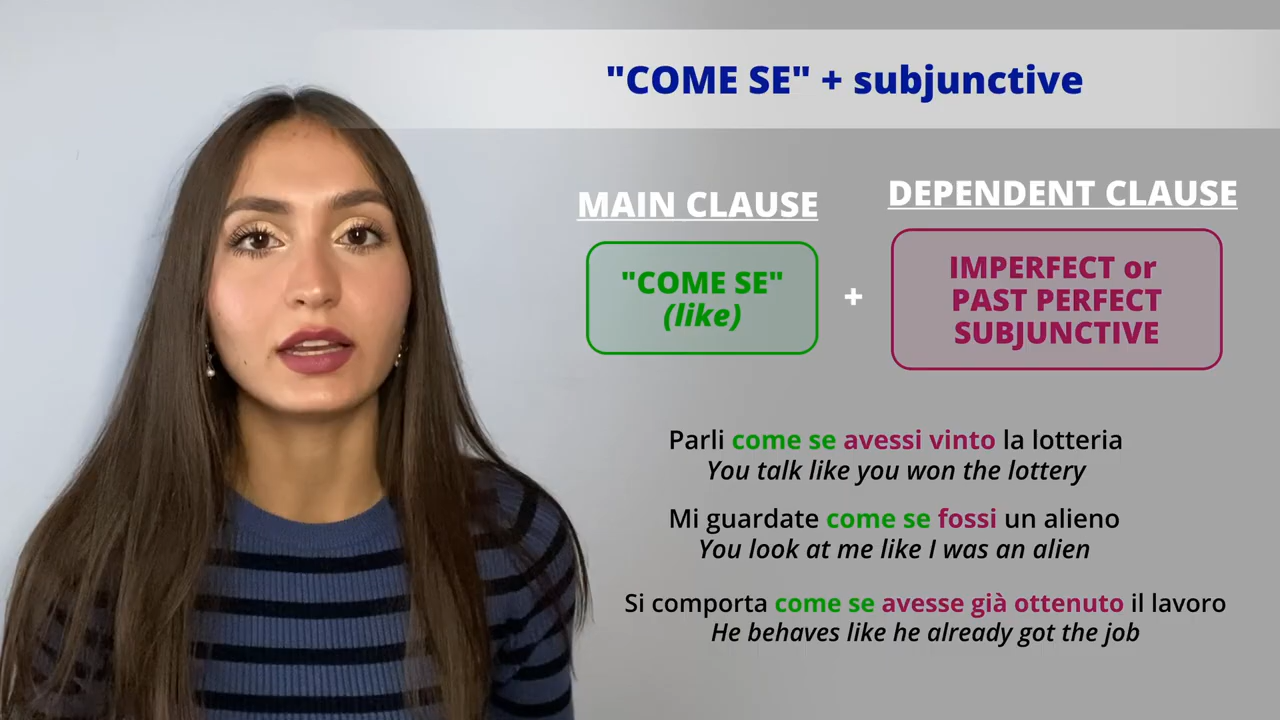 "COME SE" + subjunctive
MAIN CLAUSE
DEPENDENT CLAUSE
"COME SE"
(like)
+
IMPERFECT or
PAST PERFECT
SUBJUNCTIVE
Parli come se avessi vinto la lotteria
You talk like you won the lottery
Mi guardate come se fossi un alieno
You look at me like I was an alien
Si comporta come se avesse già ottenuto il lavoro
He behaves like he already got the job